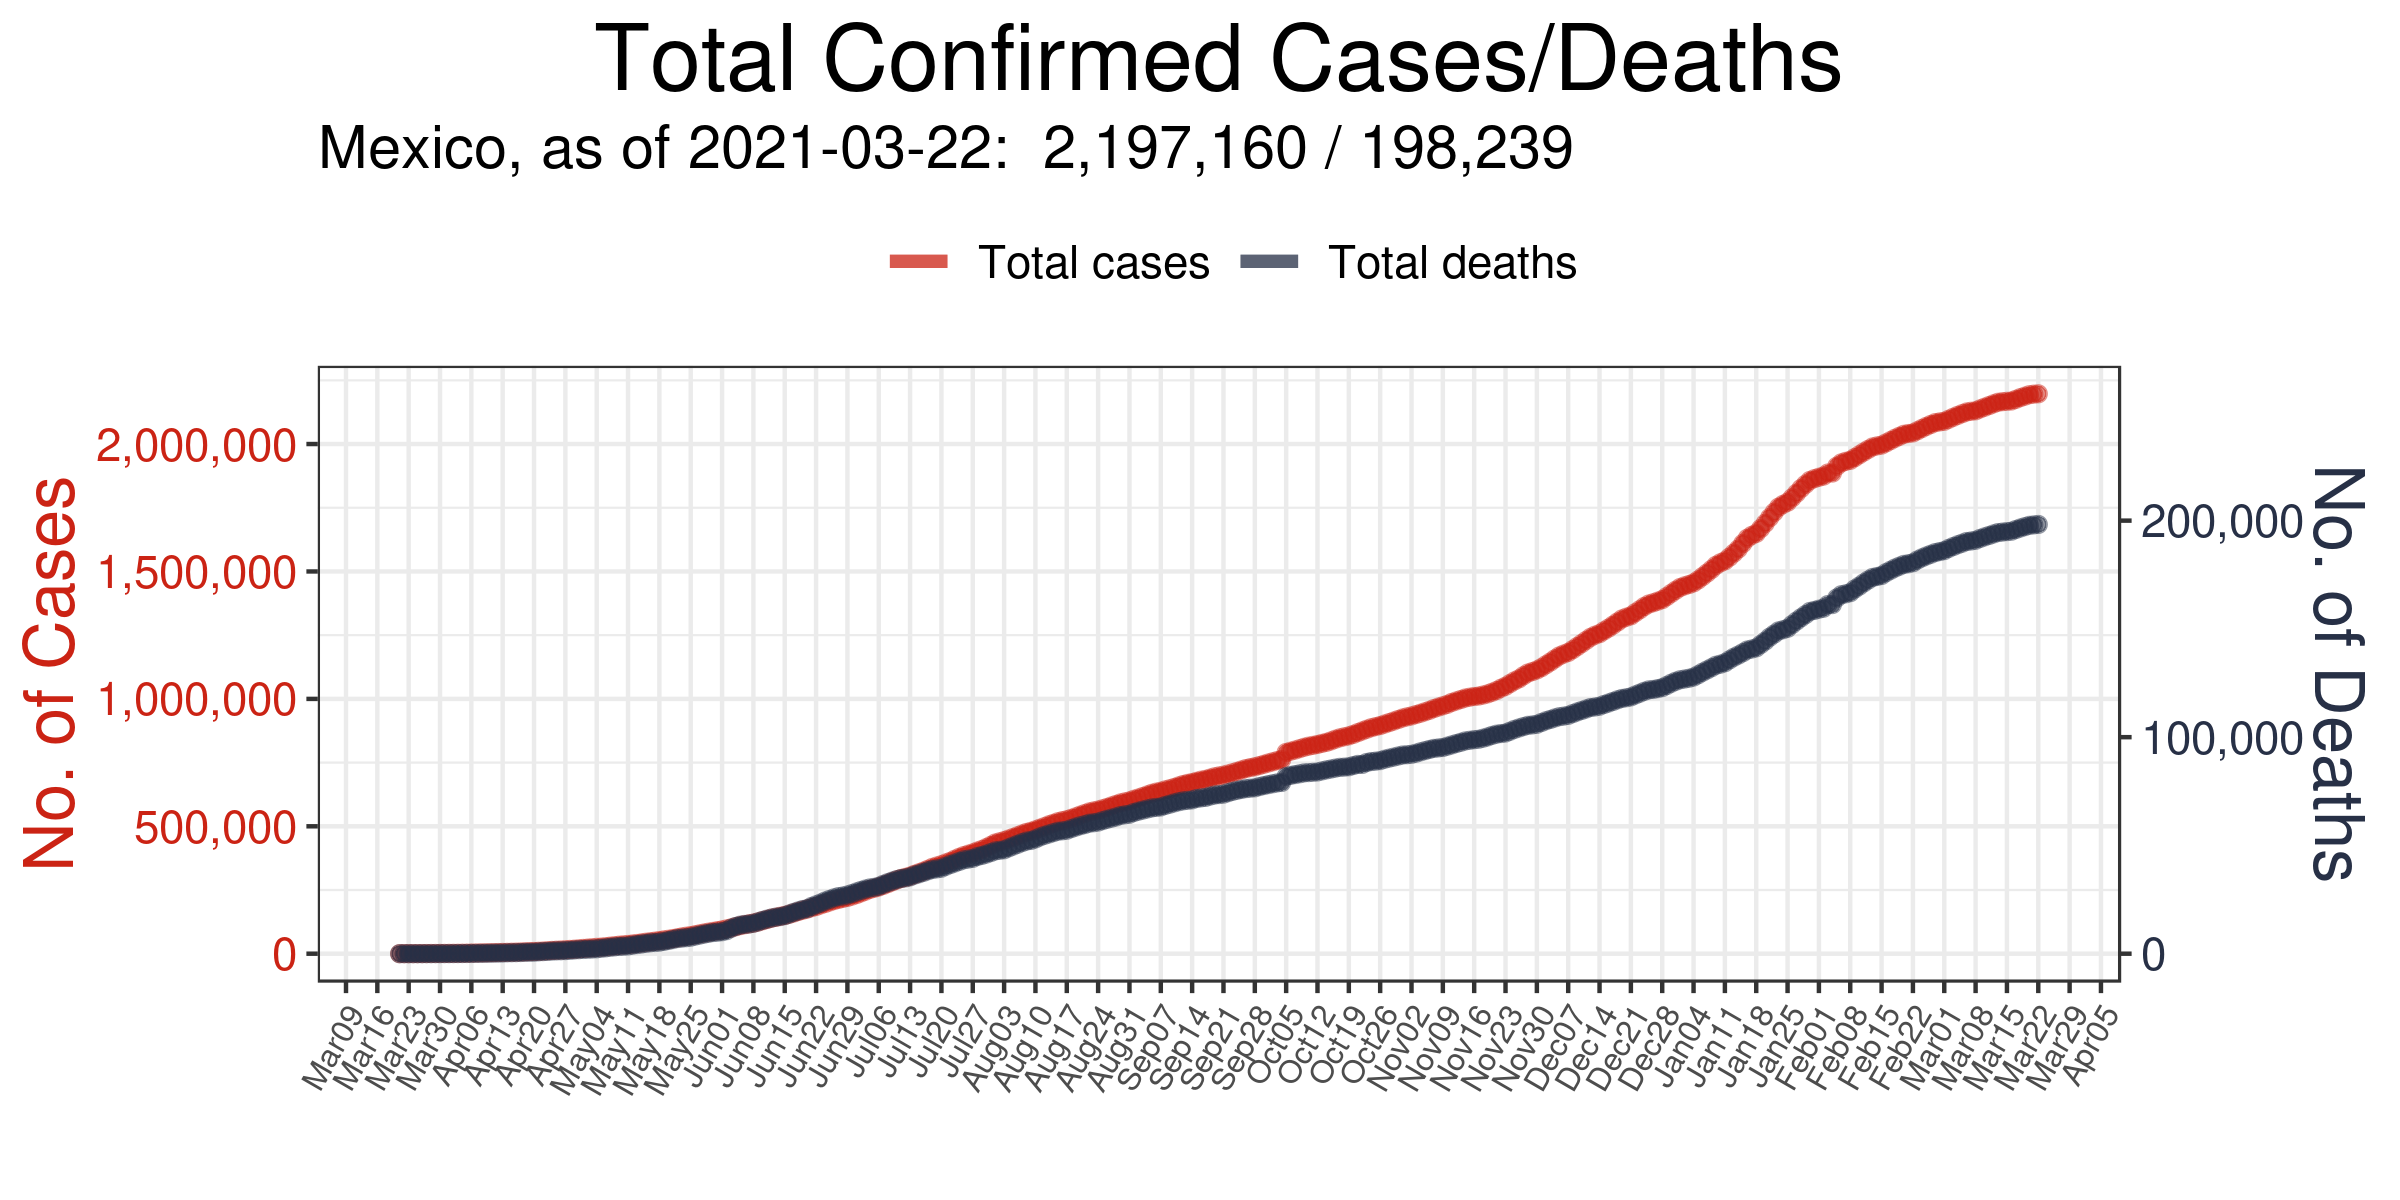 Total Confirmed Cases/Deaths
Mexico, as of 2021-03-22:  2,197,160 / 198,239
Total cases
Total deaths
No. of Cases
2,000,000
1,500,000
1,000,000
500,000
0
200,000
100,000
0
No. of Deaths
Mar09
Mar16
Mar23
Mar30
Apr06
Apr13
Apr20
Apr27
May04
May11
May18
May25
Jun01
Jun08
Jun15
Jun22
Jun29
Jul06
Jul13
Jul20
Jul27
Aug03
Aug10
Aug17
Aug24
Aug31
Sep07
Sep14
Sep21
Sep28
Oct05
Oct12
Oct19
Oct26
Nov02
Nov09
Nov16
Nov23
Nov30
Dec07
Dec14
Dec21
Dec28
Dec04
Jan11
Jan18
Jan25
Feb01
Feb08
Feb15
Feb22
Mar01
Mar08
Mar15
Mar22
Mar29
Apr05